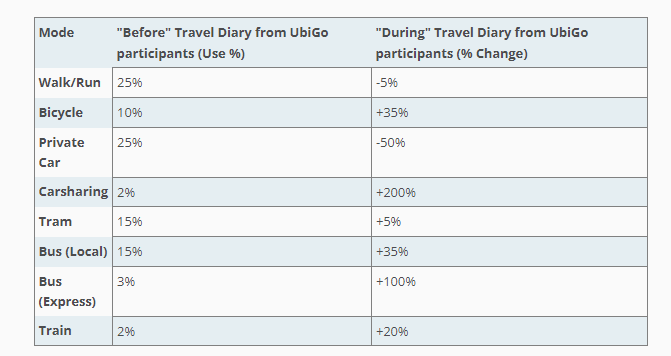 Mode "Before" Travel Diary from UbiGo "During" Travel Diary from UbiGo
participants (Use %) participants (% Change)
Walk/Run 25% -5%
Bicycle 10% +35%
Private 25% -50%
Car
Carsharing 2% +200%
Tram 15% +5%
Bus (Local) 15% +35%
Bus 3% +100%
(Express)
Train 2% +20%